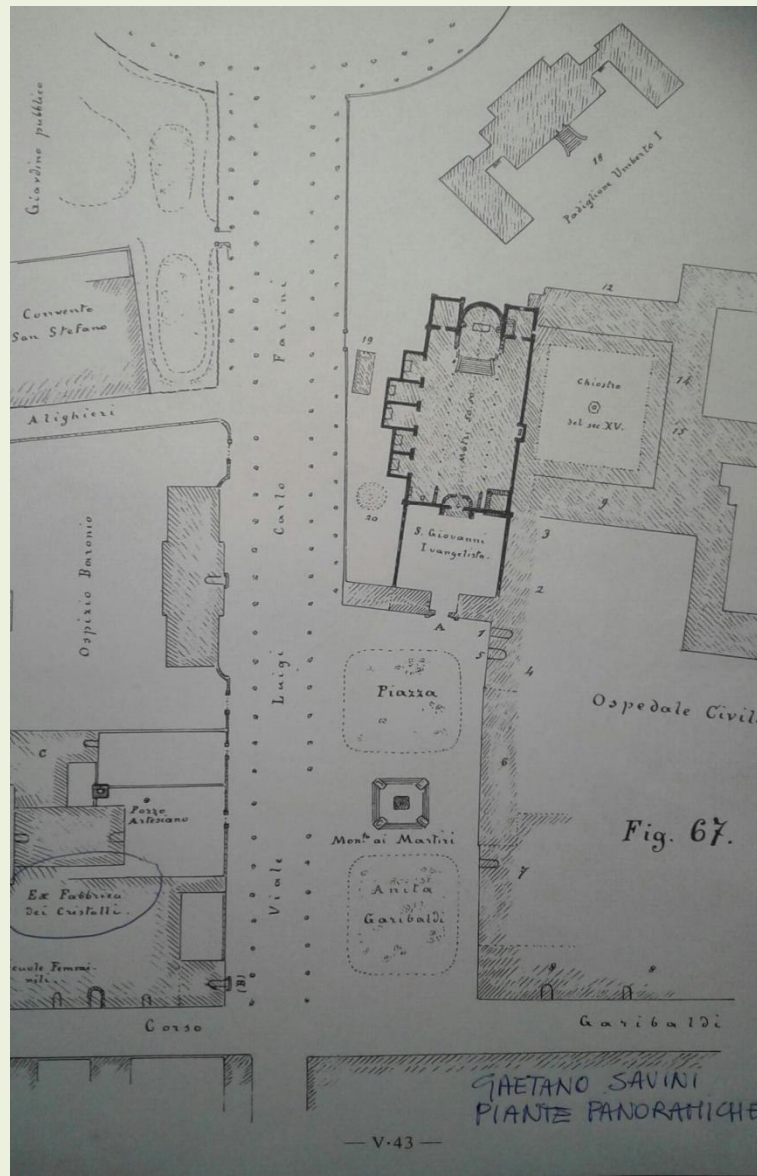 Giardino pubblico
Convento
San Stefano
Alighieri
Ospizio Baronio
C
Pozzo
Artesiano
Ex Fabbrica
dei Cristalli.
cuole Femmi-
nili.
(B)
Corso
Viale
Luigi
Carlo
Farini
18
Padiglione Umberto I
12
19
20
Chiostro
del sec XV.
14
15
9
S. Giovanni
Evangelista.
3
2
A
1
5
4
6
7
Piazza
Monto ai Martiri
Anita
Garibaldi
Ospedale Civil
Fig. 67.
8
Garibaldi
GAETANO SAVINI
PIANTE PANORAMICHE
— V·43 —